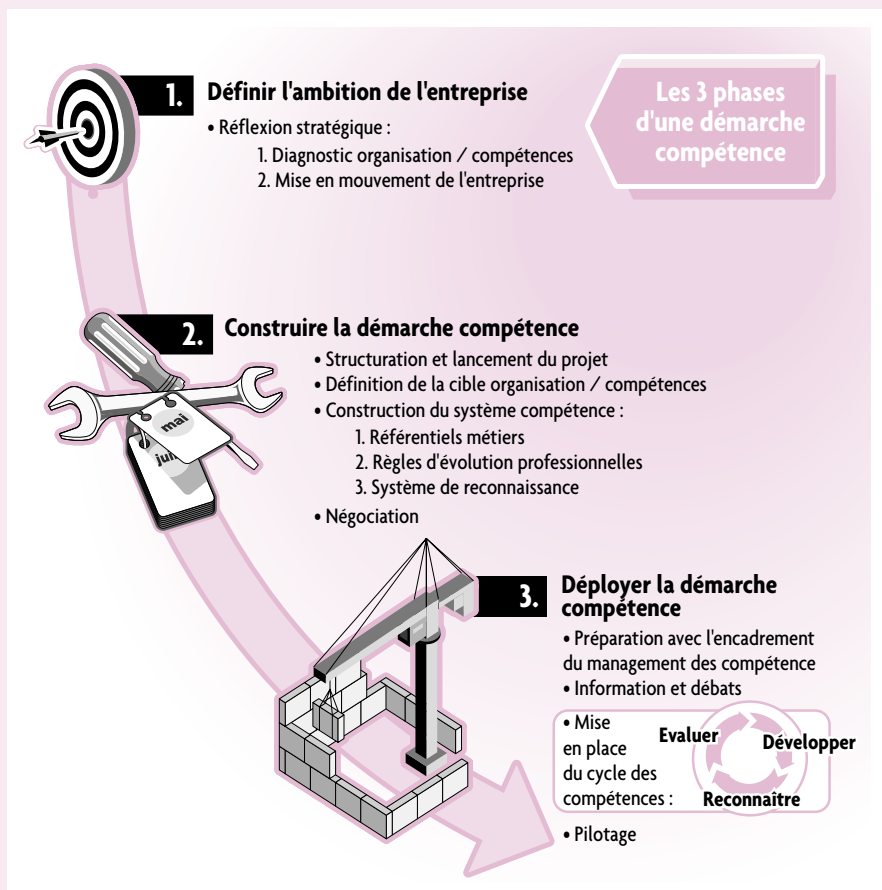 Les 3 phases
d'une démarche
compétence
1. Définir l'ambition de l'entreprise
• Réflexion stratégique :
1. Diagnostic organisation / compétences
2. Mise en mouvement de l'entreprise
2. Construire la démarche compétence
• Structuration et lancement du projet
• Définition de la cible organisation / compétences
• Construction du système compétence :
1. Référentiels métiers
2. Règles d'évolution professionnelles
3. Système de reconnaissance
• Négociation
mai
3. Déployer la démarche
compétence
• Préparation avec l'encadrement
du management des compétence
• Information et débats
• Mise
en place
du cycle des
compétences :
Evaluer
Développer
Reconnaître
• Pilotage